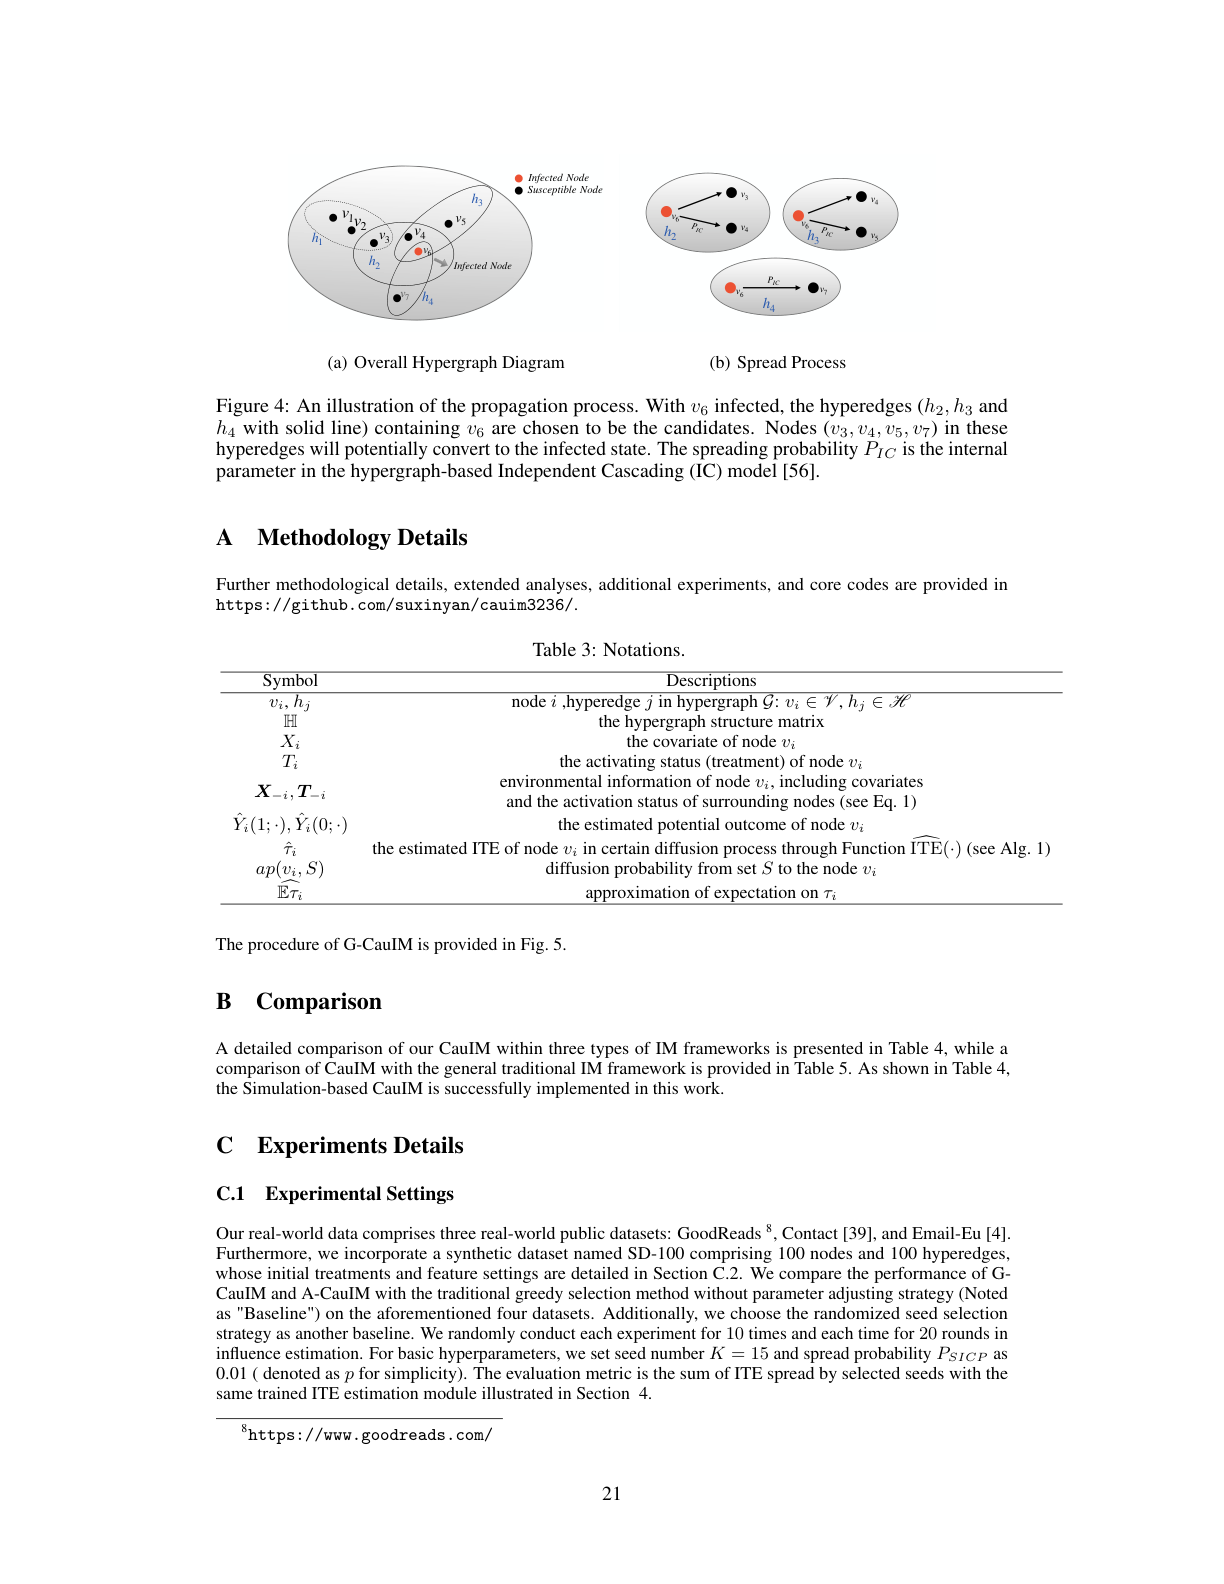 Infected Node
Susceptible Node
h3
v1
v2
v3
v4
v5
v6
v7
h1
h2
h4
Infected Node
v6
v3
v4
PIC
h2
v6
v4
v5
PIC
h3
v6
PIC
v7
h4
(a) Overall Hypergraph Diagram
(b) Spread Process
Figure 4: An illustration of the propagation process. With v6 infected, the hyperedges (h2, h3 and
h4 with solid line) containing v6 are chosen to be the candidates. Nodes (v3, v4, v5, v7) in these
hyperedges will potentially convert to the infected state. The spreading probability PIC is the internal
parameter in the hypergraph-based Independent Cascading (IC) model [56].
A Methodology Details
Further methodological details, extended analyses, additional experiments, and core codes are provided in
https://github.com/suxinyan/cauim3236/.
Table 3: Notations.
Symbol Descriptions
vi, hj node i ,hyperedge j in hypergraph 𝒢: vi ∈ 𝒱, hj ∈ ℋ
ℍ the hypergraph structure matrix
Xi the covariate of node vi
Ti the activating status (treatment) of node vi
X−i, T−i environmental information of node vi, including covariates
and the activation status of surrounding nodes (see Eq. 1)
Ŷi(1; ·), Ŷi(0; ·) the estimated potential outcome of node vi
τ̂i the estimated ITE of node vi in certain diffusion process through Function ITÊ(·) (see Alg. 1)
ap(vi, S) diffusion probability from set S to the node vi
𝔼τ̂i approximation of expectation on τi
The procedure of G-CauIM is provided in Fig. 5.
B Comparison
A detailed comparison of our CauIM within three types of IM frameworks is presented in Table 4, while a
comparison of CauIM with the general traditional IM framework is provided in Table 5. As shown in Table 4,
the Simulation-based CauIM is successfully implemented in this work.
C Experiments Details
C.1 Experimental Settings
Our real-world data comprises three real-world public datasets: GoodReads 8, Contact [39], and Email-Eu [4].
Furthermore, we incorporate a synthetic dataset named SD-100 comprising 100 nodes and 100 hyperedges,
whose initial treatments and feature settings are detailed in Section C.2. We compare the performance of G-
CauIM and A-CauIM with the traditional greedy selection method without parameter adjusting strategy (Noted
as "Baseline") on the aforementioned four datasets. Additionally, we choose the randomized seed selection
strategy as another baseline. We randomly conduct each experiment for 10 times and each time for 20 rounds in
influence estimation. For basic hyperparameters, we set seed number K = 15 and spread probability PSICP as
0.01 ( denoted as p for simplicity). The evaluation metric is the sum of ITE spread by selected seeds with the
same trained ITE estimation module illustrated in Section 4.
8https://www.goodreads.com/
21